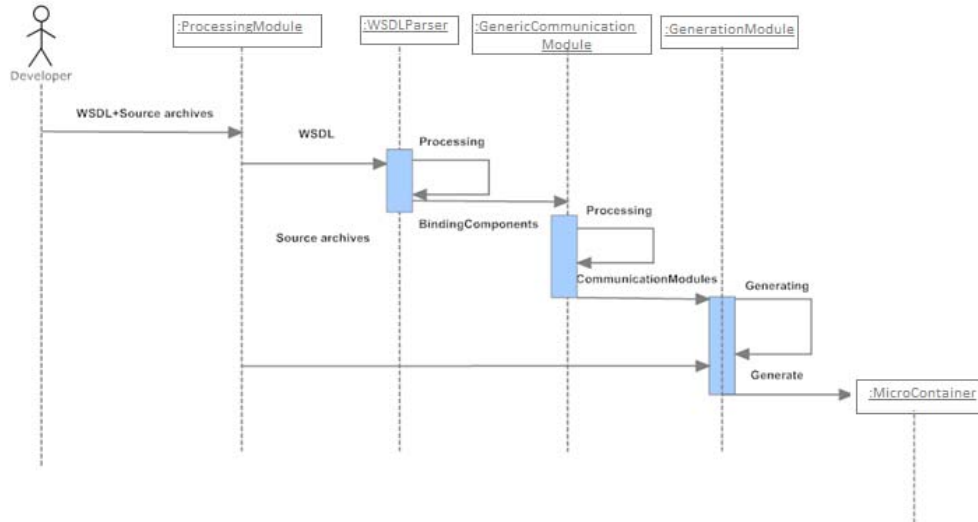 :ProcessingModule
:WSDLParser
:GenericCommunication
Module
:GenerationModule
Developer
WSDL+Source archives
WSDL
Processing
BindingComponents
Processing
Source archives
CommunicationModules
Generating
Generate
:MicroContainer